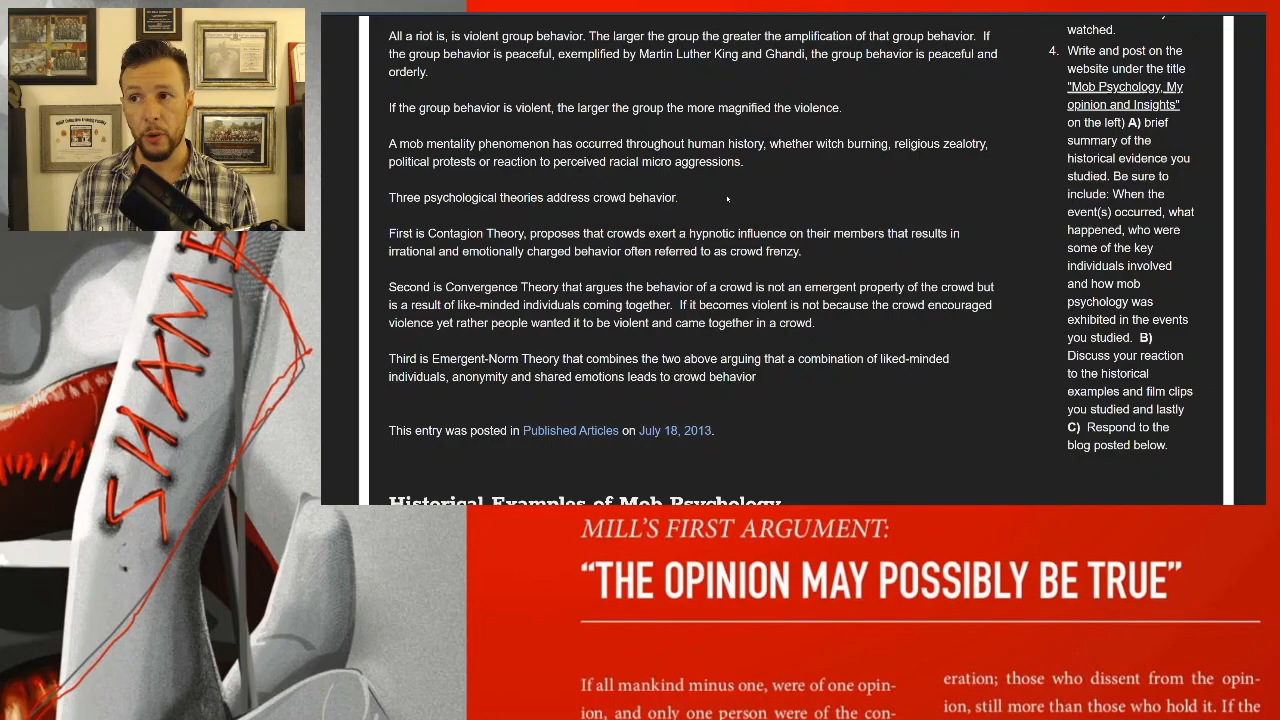 All a riot is, is violent group behavior. The larger the group the greater the amplification of that group behavior. If
the group behavior is peaceful, exemplified by Martin Luther King and Ghandi, the group behavior is peaceful and
orderly.
If the group behavior is violent, the larger the group the more magnified the violence.
A mob mentality phenomenon has occurred throughout human history, whether witch burning, religious zealotry,
political protests or reaction to perceived racial micro aggressions.
Three psychological theories address crowd behavior.
First is Contagion Theory, proposes that crowds exert a hypnotic influence on their members that results in
irrational and emotionally charged behavior often referred to as crowd frenzy.
Second is Convergence Theory that argues the behavior of a crowd is not an emergent property of the crowd but
is a result of like-minded individuals coming together. If it becomes violent is not because the crowd encouraged
violence yet rather people wanted it to be violent and came together in a crowd.
Third is Emergent-Norm Theory that combines the two above arguing that a combination of liked-minded
individuals, anonymity and shared emotions leads to crowd behavior
This entry was posted in Published Articles on July 18, 2013.
Historical Examples of Mob Psychology
watched.
4. Write and post on the
website under the title
"Mob Psychology, My
opinion and Insights"
on the left) A) brief
summary of the
historical evidence you
studied. Be sure to
include: When the
event(s) occurred, what
happened, who were
some of the key
individuals involved
and how mob
psychology was
exhibited in the events
you studied. B)
Discuss your reaction
to the historical
examples and film clips
you studied and lastly
C) Respond to the
blog posted below.
SHAME
MILL'S FIRST ARGUMENT:
“THE OPINION MAY POSSIBLY BE TRUE”
If all mankind minus one, were of one opin-
ion, and only one person were of the con-
eration; those who dissent from the opin-
ion, still more than those who hold it. If the